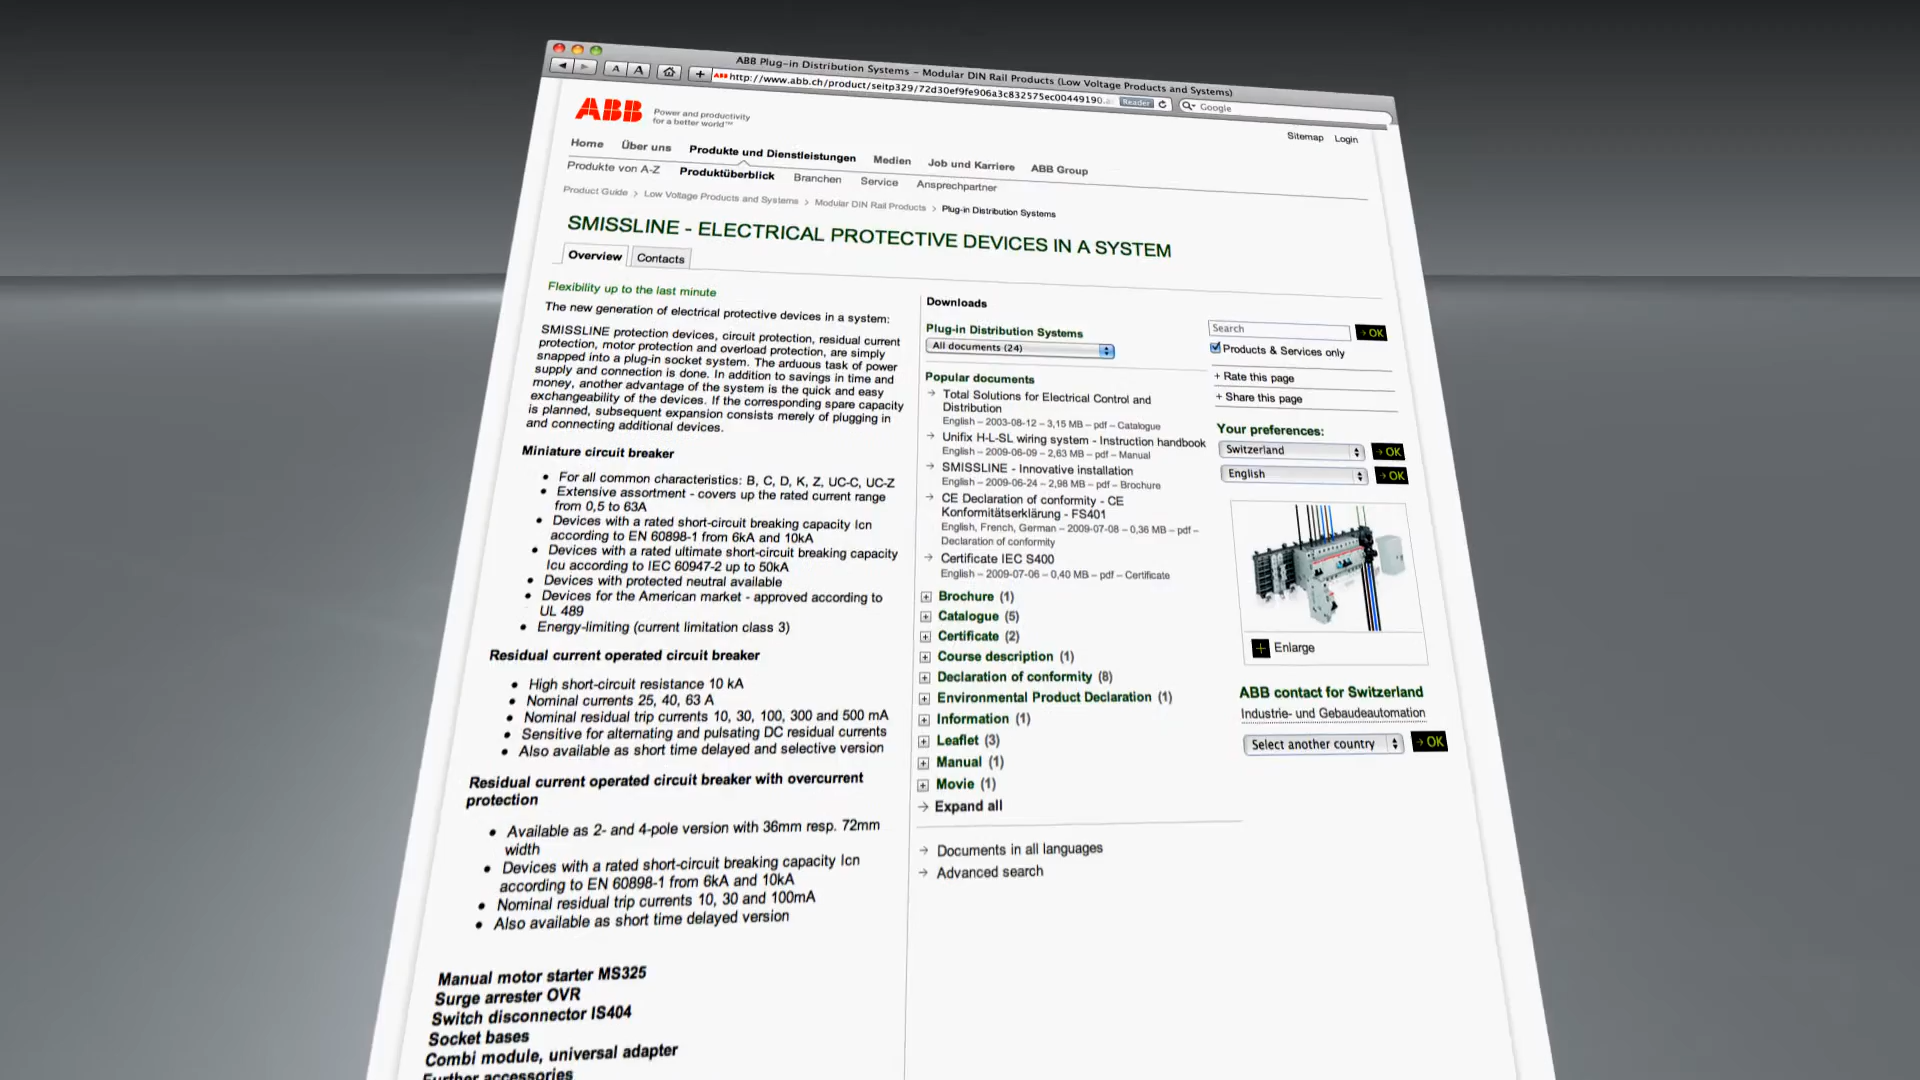 ABB Plug-in Distribution Systems - Modular DIN Rail Products (Low Voltage Products and Systems)
A A + ABB http://www.abb.ch/product/seitp329/72d30ef9fe906a3c832575ec00449190.a Reader Google
ABB Power and productivity
for a better world™
Sitemap Login
Home Über uns Produkte und Dienstleistungen Medien Job und Karriere ABB Group
Produkte von A-Z Produktüberblick Branchen Service Ansprechpartner
Product Guide > Low Voltage Products and Systems > Modular DIN Rail Products > Plug-in Distribution Systems
SMISSLINE - ELECTRICAL PROTECTIVE DEVICES IN A SYSTEM
Overview Contacts
Flexibility up to the last minute
The new generation of electrical protective devices in a system:
SMISSLINE protection devices, circuit protection, residual current
protection, motor protection and overload protection, are simply
snapped into a plug-in socket system. The arduous task of power
supply and connection is done. In addition to savings in time and
money, another advantage of the system is the quick and easy
exchangeability of the devices. If the corresponding spare capacity
is planned, subsequent expansion consists merely of plugging in
and connecting additional devices.
Miniature circuit breaker
• For all common characteristics: B, C, D, K, Z, UC-C, UC-Z
• Extensive assortment - covers up the rated current range
from 0,5 to 63A
• Devices with a rated short-circuit breaking capacity Icn
according to EN 60898-1 from 6kA and 10kA
• Devices with a rated ultimate short-circuit breaking capacity
Icu according to IEC 60947-2 up to 50kA
• Devices with protected neutral available
• Devices for the American market - approved according to
UL 489
• Energy-limiting (current limitation class 3)
Residual current operated circuit breaker
• High short-circuit resistance 10 kA
• Nominal currents 25, 40, 63 A
• Nominal residual trip currents 10, 30, 100, 300 and 500 mA
• Sensitive for alternating and pulsating DC residual currents
• Also available as short time delayed and selective version
Residual current operated circuit breaker with overcurrent
protection
• Available as 2- and 4-pole version with 36mm resp. 72mm
width
• Devices with a rated short-circuit breaking capacity Icn
according to EN 60898-1 from 6kA and 10kA
• Nominal residual trip currents 10, 30 and 100mA
• Also available as short time delayed version
Manual motor starter MS325
Surge arrester OVR
Switch disconnector IS404
Socket bases
Combi module, universal adapter
Further accessories
Downloads
Plug-in Distribution Systems
All documents (24)
Popular documents
→ Total Solutions for Electrical Control and
Distribution
English – 2003-08-12 – 3,15 MB – pdf – Catalogue
→ Unifix H-L-SL wiring system - Instruction handbook
English – 2009-06-09 – 2,63 MB – pdf – Manual
→ SMISSLINE - Innovative installation
English – 2009-06-24 – 2,98 MB – pdf – Brochure
→ CE Declaration of conformity - CE
Konformitätserklärung - FS401
English, French, German – 2009-07-08 – 0,36 MB – pdf –
Declaration of conformity
→ Certificate IEC S400
English – 2009-07-06 – 0,40 MB – pdf – Certificate
+ Brochure (1)
+ Catalogue (5)
+ Certificate (2)
+ Course description (1)
+ Declaration of conformity (8)
+ Environmental Product Declaration (1)
+ Information (1)
+ Leaflet (3)
+ Manual (1)
+ Movie (1)
→ Expand all
→ Documents in all languages
→ Advanced search
Search → OK
Products & Services only
+ Rate this page
+ Share this page
Your preferences:
Switzerland → OK
English → OK
+ Enlarge
ABB contact for Switzerland
Industrie- und Gebaudeautomation
Select another country → OK